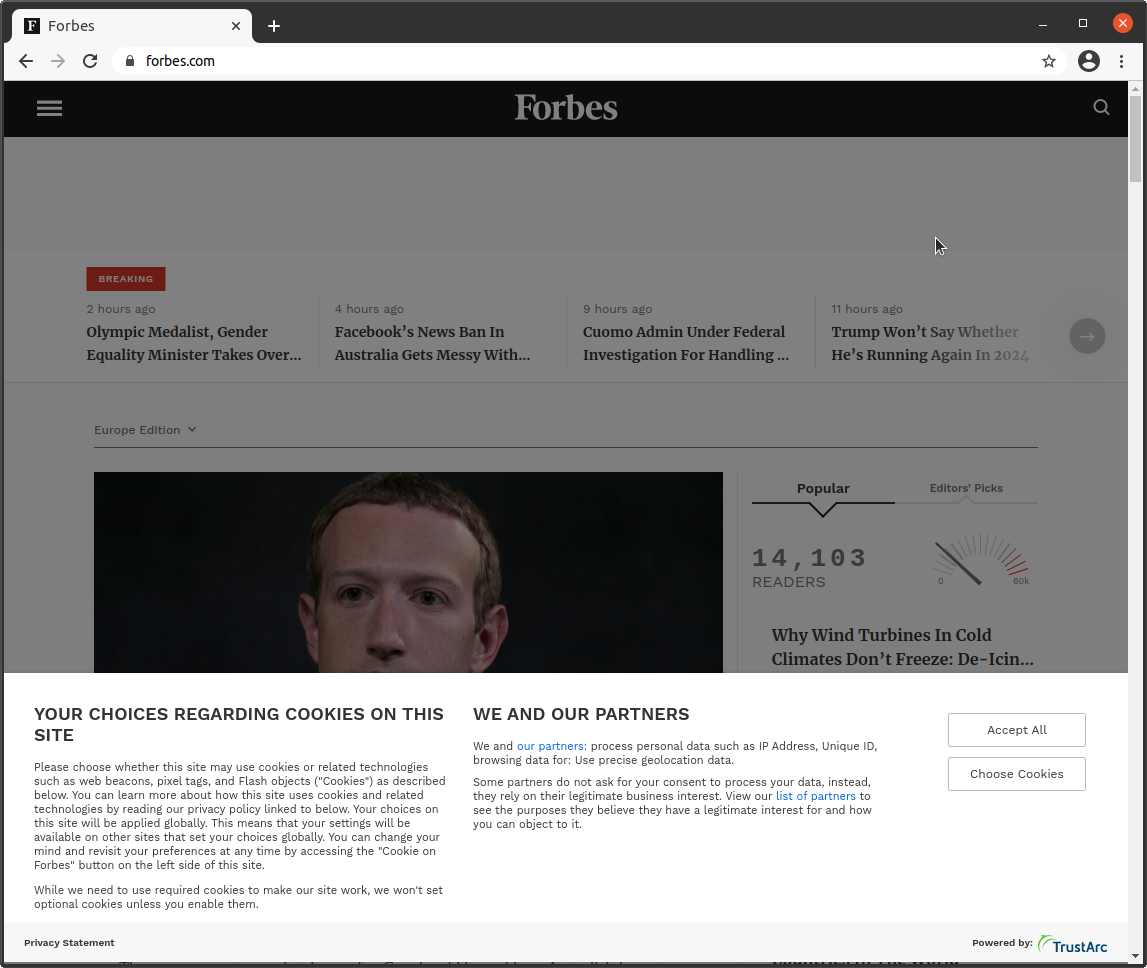 F Forbes
forbes.com
Forbes
BREAKING
2 hours ago
Olympic Medalist, Gender
Equality Minister Takes Over...
4 hours ago
Facebook’s News Ban In
Australia Gets Messy With...
9 hours ago
Cuomo Admin Under Federal
Investigation For Handling ...
11 hours ago
Trump Won’t Say Whether
He’s Running Again In 2024
Europe Edition
Popular
Editors’ Picks
14,103
READERS
0
60k
Why Wind Turbines In Cold
Climates Don’t Freeze: De-Icin...
YOUR CHOICES REGARDING COOKIES ON THIS
SITE
Please choose whether this site may use cookies or related technologies
such as web beacons, pixel tags, and Flash objects ("Cookies") as described
below. You can learn more about how this site uses cookies and related
technologies by reading our privacy policy linked to below. Your choices on
this site will be applied globally. This means that your settings will be
available on other sites that set your choices globally. You can change your
mind and revisit your preferences at any time by accessing the "Cookie on
Forbes" button on the left side of this site.
While we need to use required cookies to make our site work, we won't set
optional cookies unless you enable them.
WE AND OUR PARTNERS
We and our partners: process personal data such as IP Address, Unique ID,
browsing data for: Use precise geolocation data.
Some partners do not ask for your consent to process your data, instead,
they rely on their legitimate business interest. View our list of partners to
see the purposes they believe they have a legitimate interest for and how
you can object to it.
Accept All
Choose Cookies
Privacy Statement
Powered by: TrustArc